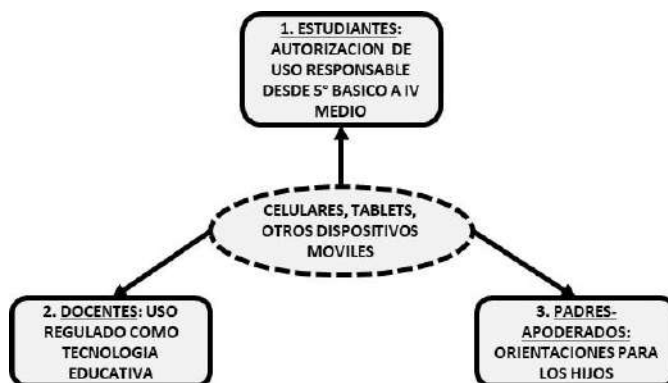 1. ESTUDIANTES:
AUTORIZACION DE
USO RESPONSABLE
DESDE 5° BASICO A IV
MEDIO
CELULARES, TABLETS,
OTROS DISPOSITIVOS
MOVILES
2. DOCENTES: USO
REGULADO COMO
TECNOLOGIA
EDUCATIVA
3. PADRES-
APODERADOS:
ORIENTACIONES PARA
LOS HIJOS